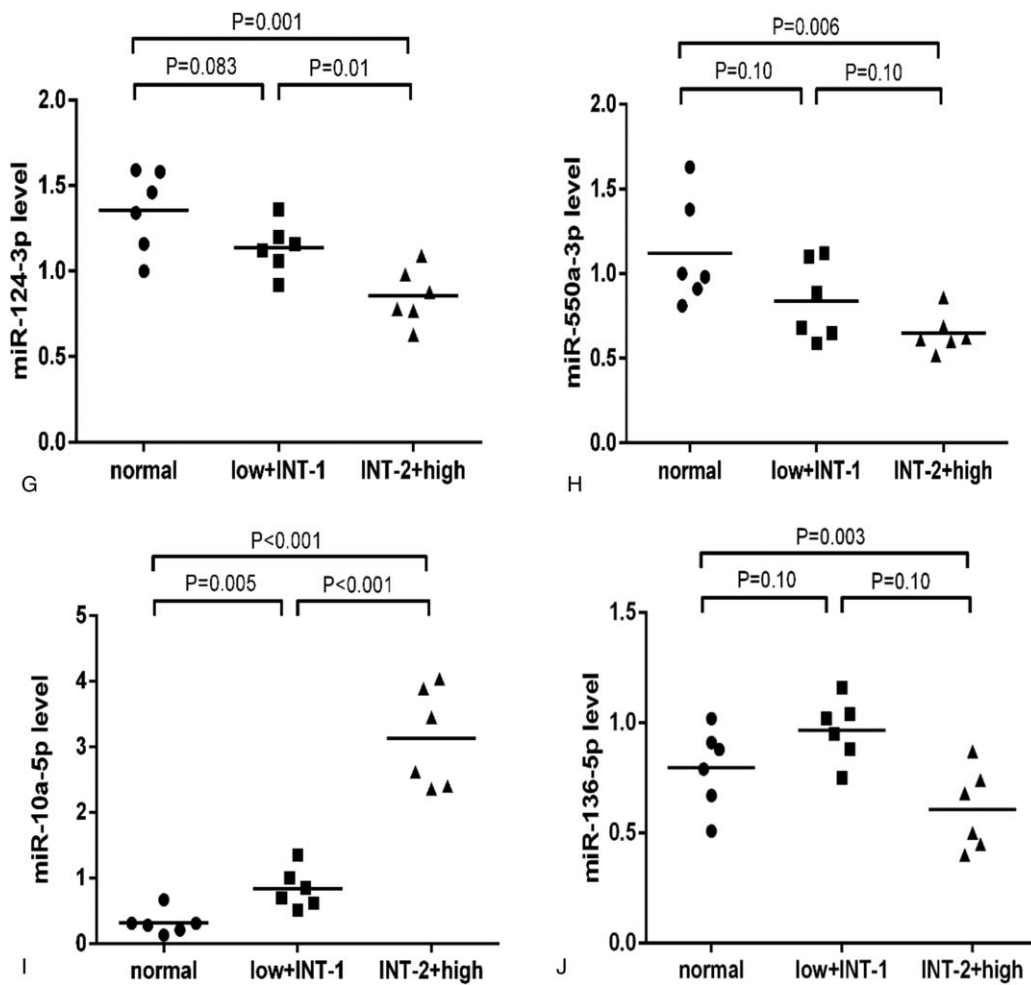 P=0.001
P=0.083 P=0.01
miR-124-3p level
2.0
1.5
1.0
0.5
0.0
normal low+INT-1 INT-2+high
G
P=0.006
P=0.10 P=0.10
miR-550a-3p level
2.0
1.5
1.0
0.5
0.0
normal low+INT-1 INT-2+high
H
P<0.001
P=0.005 P<0.001
miR-10a-5p level
5
4
3
2
1
0
normal low+INT-1 INT-2+high
I
P=0.003
P=0.10 P=0.10
miR-136-5p level
1.5
1.0
0.5
0.0
normal low+INT-1 INT-2+high
J